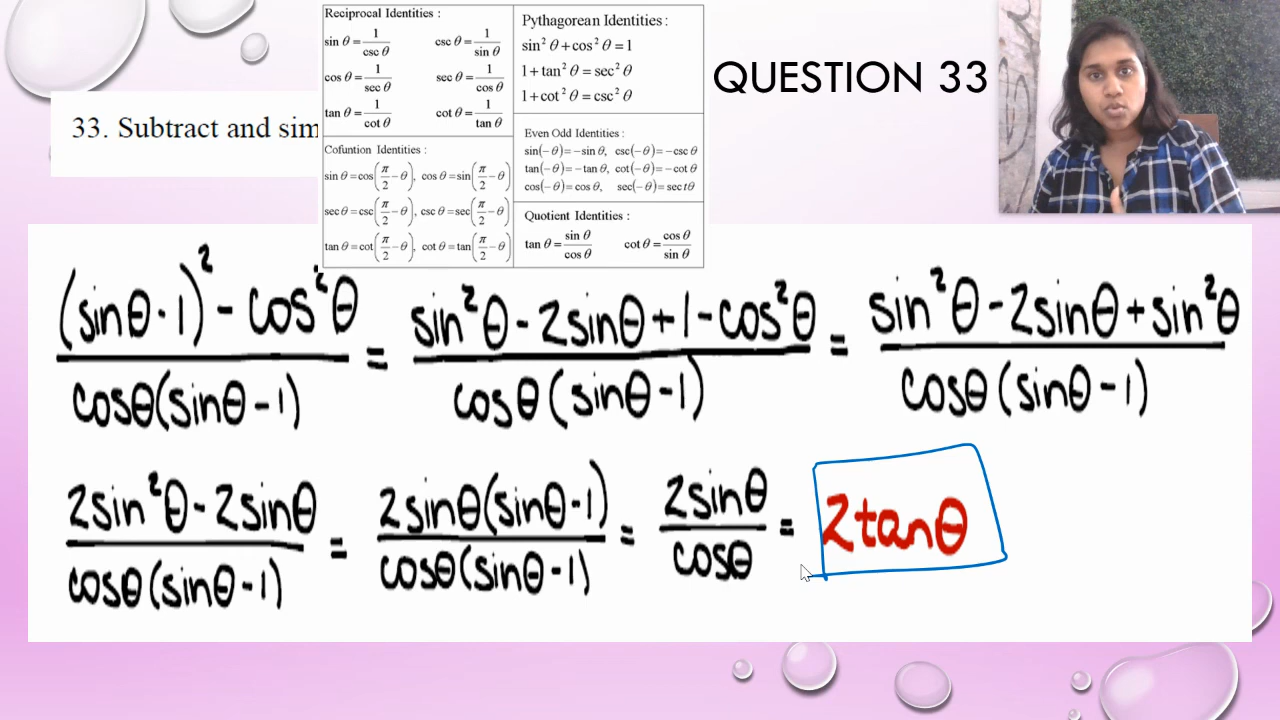 Reciprocal Identities :
sin θ = 1/csc θ csc θ = 1/sin θ
cos θ = 1/sec θ sec θ = 1/cos θ
tan θ = 1/cot θ cot θ = 1/tan θ
Cofuntion Identities :
sin θ = cos(π/2 − θ), cos θ = sin(π/2 − θ)
sec θ = csc(π/2 − θ), csc θ = sec(π/2 − θ)
tan θ = cot(π/2 − θ), cot θ = tan(π/2 − θ)
Pythagorean Identities :
sin² θ + cos² θ = 1
1 + tan² θ = sec² θ
1 + cot² θ = csc² θ
Even Odd Identities :
sin(−θ) = −sin θ, csc(−θ) = −csc θ
tan(−θ) = −tan θ, cot(−θ) = −cot θ
cos(−θ) = cos θ, sec(−θ) = sec tθ
Quotient Identities :
tan θ = sin θ/cos θ cot θ = cos θ/sin θ
QUESTION 33
33. Subtract and sim
(sinθ - 1)² - cos²θ / cosθ(sinθ - 1) = sin²θ - 2sinθ + 1 - cos²θ / cosθ(sinθ - 1) = sin²θ - 2sinθ + sin²θ / cosθ(sinθ - 1)
2sin²θ - 2sinθ / cosθ(sinθ - 1) = 2sinθ(sinθ - 1) / cosθ(sinθ - 1) = 2sinθ / cosθ = 2tanθ